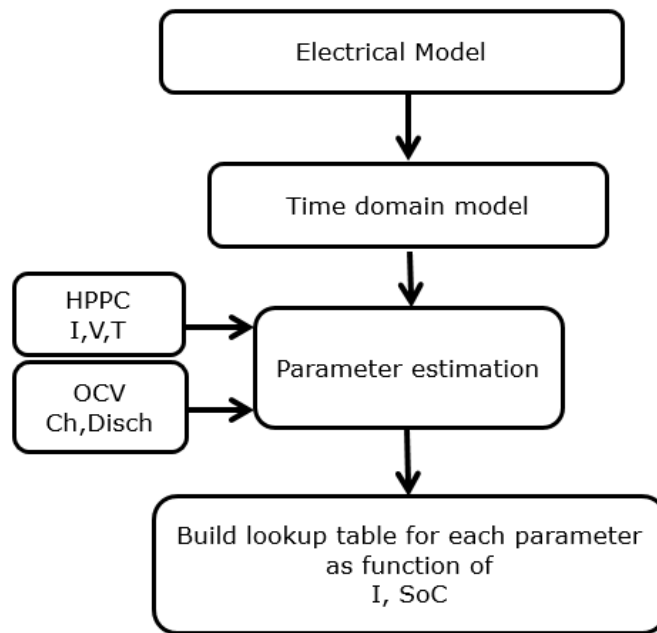 Electrical Model
Time domain model
HPPC
I,V,T
OCV
Ch,Disch
Parameter estimation
Build lookup table for each parameter
as function of
I, SoC